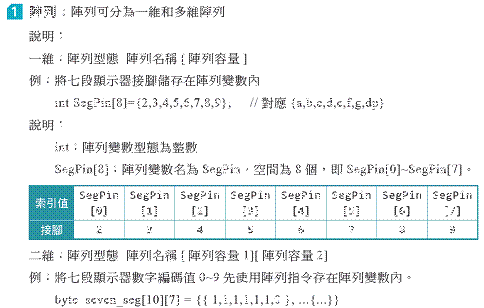 1 陣列：陣列可分為一維和多維陣列
說明：
一維：陣列型態 陣列名稱 [ 陣列容量 ]
例：將七段顯示器接腳儲存在陣列變數內
int SegPin[8]={2,3,4,5,6,7,8,9}; // 對應 {a,b,c,d,e,f,g,dp}
說明：
int：陣列變數型態為整數
SegPin[8]：陣列變數名為 SegPin，空間為 8 個，即 SegPin[0]~SegPin[7]。
索引值 SegPin[0] SegPin[1] SegPin[2] SegPin[3] SegPin[4] SegPin[5] SegPin[6] SegPin[7]
接腳 2 3 4 5 6 7 8 9
二維：陣列型態 陣列名稱 [ 陣列容量 1][ 陣列容量 2]
例：將七段顯示器數字編碼值 0~9 先使用陣列指令存在陣列變數內。
byte seven_seg[10][7] = {{ 1,1,1,1,1,1,0 }, ...{...}}